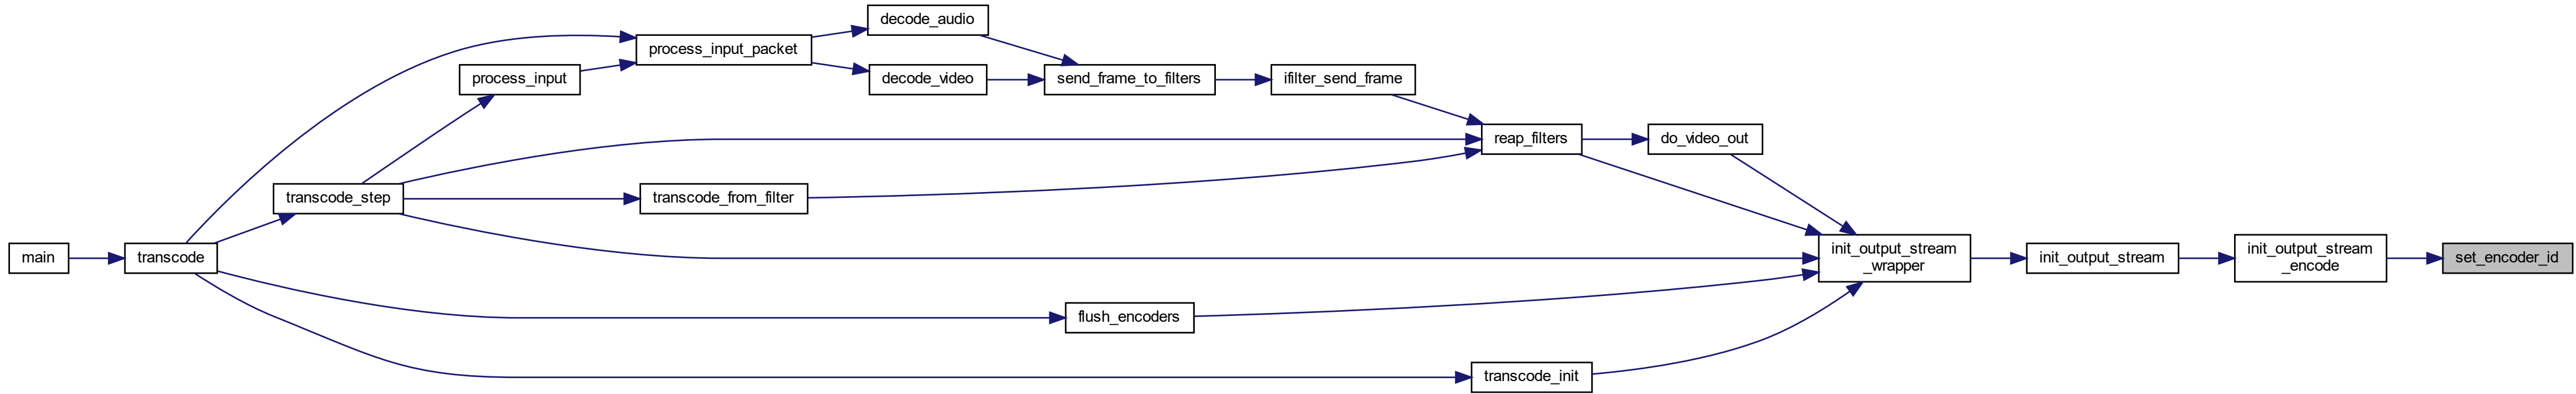 decode_audio
process_input_packet
process_input
decode_video
send_frame_to_filters
ifilter_send_frame
reap_filters
do_video_out
transcode_step
transcode_from_filter
main
transcode
init_output_stream
_wrapper
init_output_stream
init_output_stream
_encode
set_encoder_id
flush_encoders
transcode_init